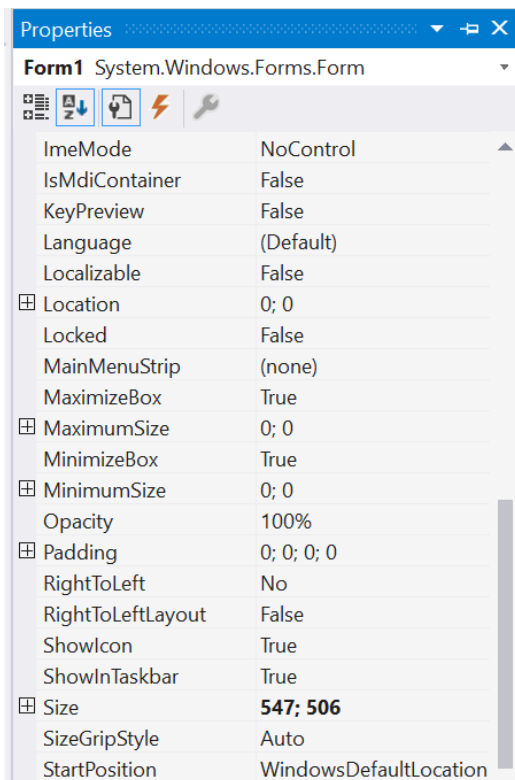 Properties
Form1 System.Windows.Forms.Form
ImeMode NoControl
IsMdiContainer False
KeyPreview False
Language (Default)
Localizable False
Location 0; 0
Locked False
MainMenuStrip (none)
MaximizeBox True
MaximumSize 0; 0
MinimizeBox True
MinimumSize 0; 0
Opacity 100%
Padding 0; 0; 0; 0
RightToLeft No
RightToLeftLayout False
ShowIcon True
ShowInTaskbar True
Size 547; 506
SizeGripStyle Auto
StartPosition WindowsDefaultLocation